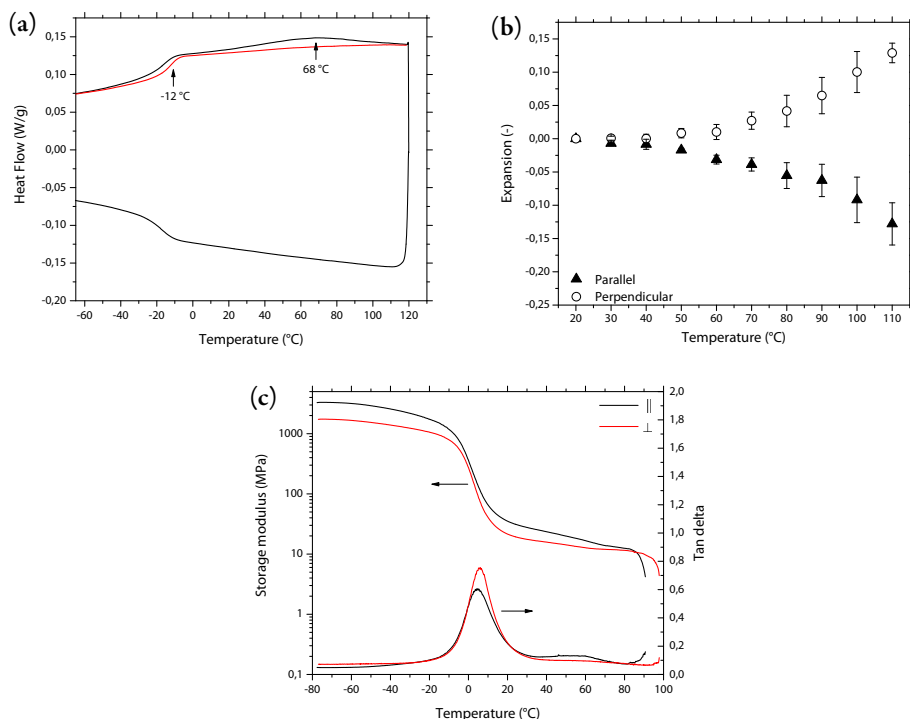 (a)
0,15
0,10
0,05
0,00
-0,05
-0,10
-0,15
-0,20
Heat Flow (W/g)
-12 °C
68 °C
-60 -40 -20 0 20 40 60 80 100 120
Temperature (°C)
(b)
0,20
0,15
0,10
0,05
0,00
-0,05
-0,10
-0,15
-0,20
-0,25
Expansion (-)
Parallel
Perpendicular
20 30 40 50 60 70 80 90 100 110
Temperature (°C)
(c)
1000
100
10
1
0,1
Storage modulus (MPa)
||
⊥
2,0
1,8
1,6
1,4
1,2
1,0
0,8
0,6
0,4
0,2
0,0
Tan delta
-80 -60 -40 -20 0 20 40 60 80 100
Temperature (°C)